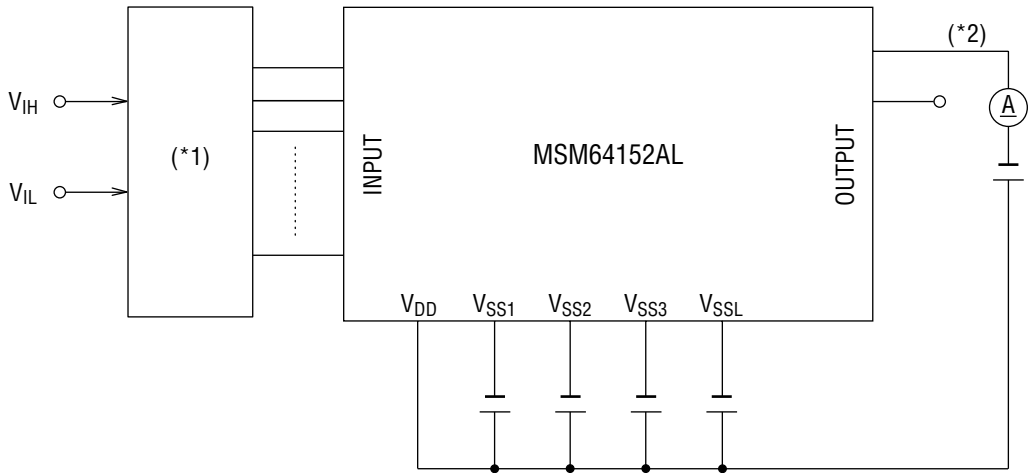 (*2)
V_IH
V_IL
(*1)
INPUT
MSM64152AL
OUTPUT
A
V_DD V_SS1 V_SS2 V_SS3 V_SSL